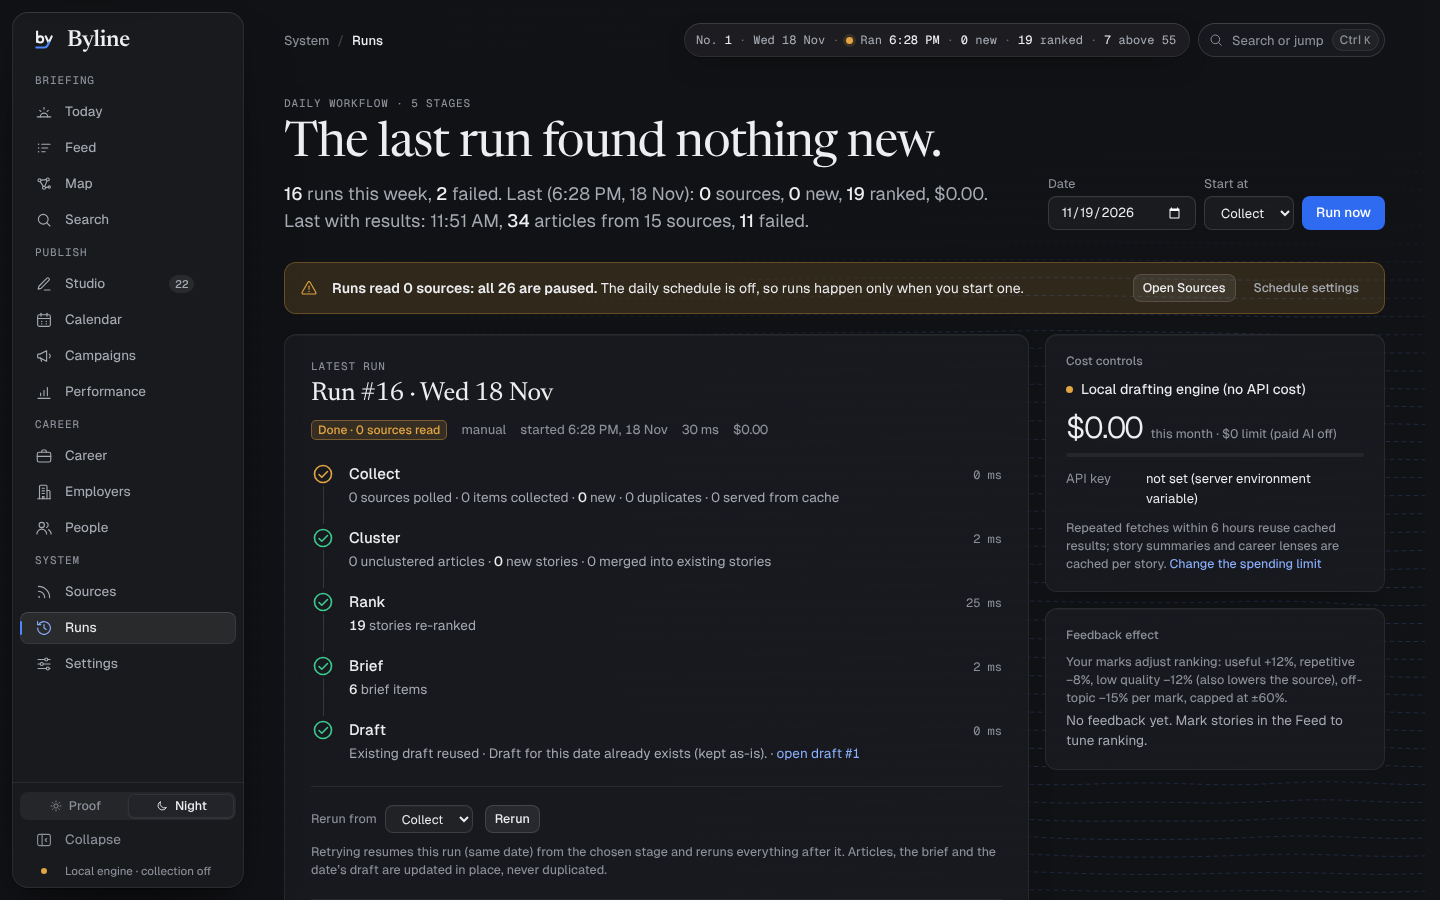 by Byline
BRIEFING
Today
Feed
Map
Search
PUBLISH
Studio 22
Calendar
Campaigns
Performance
CAREER
Career
Employers
People
SYSTEM
Sources
Runs
Settings
Proof Night
Collapse
Local engine · collection off
System / Runs
No. 1 · Wed 18 Nov · Ran 6:28 PM · 0 new · 19 ranked · 7 above 55
Search or jump Ctrl K
DAILY WORKFLOW · 5 STAGES
The last run found nothing new.
16 runs this week, 2 failed. Last (6:28 PM, 18 Nov): 0 sources, 0 new, 19 ranked, $0.00.
Last with results: 11:51 AM, 34 articles from 15 sources, 11 failed.
Date
11/19/2026
Start at
Collect
Run now
Runs read 0 sources: all 26 are paused. The daily schedule is off, so runs happen only when you start one.
Open Sources
Schedule settings
LATEST RUN
Run #16 · Wed 18 Nov
Done · 0 sources read manual started 6:28 PM, 18 Nov 30 ms $0.00
Collect 0 ms
0 sources polled · 0 items collected · 0 new · 0 duplicates · 0 served from cache
Cluster 2 ms
0 unclustered articles · 0 new stories · 0 merged into existing stories
Rank 25 ms
19 stories re-ranked
Brief 2 ms
6 brief items
Draft 0 ms
Existing draft reused · Draft for this date already exists (kept as-is). · open draft #1
Rerun from Collect Rerun
Retrying resumes this run (same date) from the chosen stage and reruns everything after it. Articles, the brief and the
date's draft are updated in place, never duplicated.
Cost controls
Local drafting engine (no API cost)
$0.00 this month · $0 limit (paid AI off)
API key not set (server environment
variable)
Repeated fetches within 6 hours reuse cached
results; story summaries and career lenses are
cached per story. Change the spending limit
Feedback effect
Your marks adjust ranking: useful +12%, repetitive
−8%, low quality −12% (also lowers the source), off-
topic −15% per mark, capped at ±60%.
No feedback yet. Mark stories in the Feed to
tune ranking.